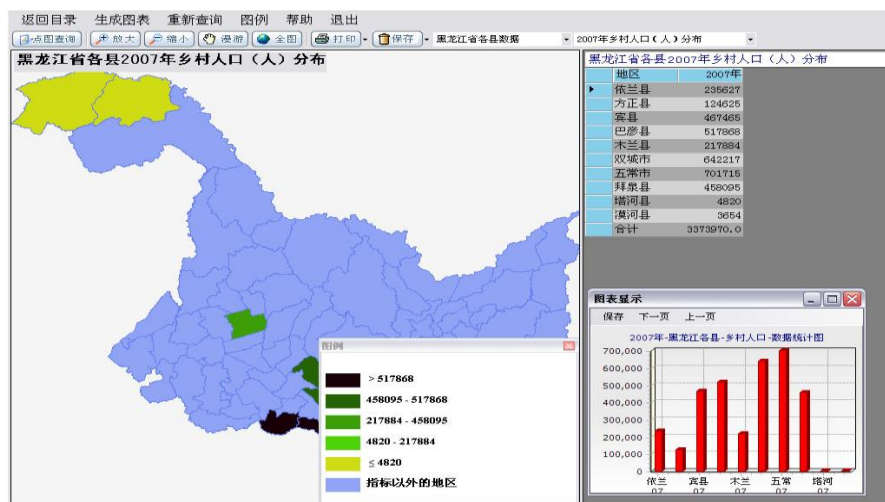 返回目录 生成图表 重新查询 图例 帮助 退出
点图查询 放大 缩小 漫游 全图 打印 保存 黑龙江省各县数据 2007年乡村人口(人)分布
黑龙江省各县2007年乡村人口(人)分布
黑龙江省各县2007年乡村人口(人)分布
地区 2007年
依兰县 235627
方正县 124625
宾县 467465
巴彦县 517868
木兰县 217884
双城市 642217
五常市 701715
拜泉县 458095
塔河县 4820
漠河县 3654
合计 3373970.0
图例
> 517868
458095 - 517868
217884 - 458095
4820 - 217884
≤ 4820
指标以外的地区
图表显示
保存 下一页 上一页
2007年-黑龙江各县-乡村人口-数据统计图
700,000
600,000
500,000
400,000
300,000
200,000
100,000
0
依兰 宾县 木兰 五常 塔河
07 07 07 07 07